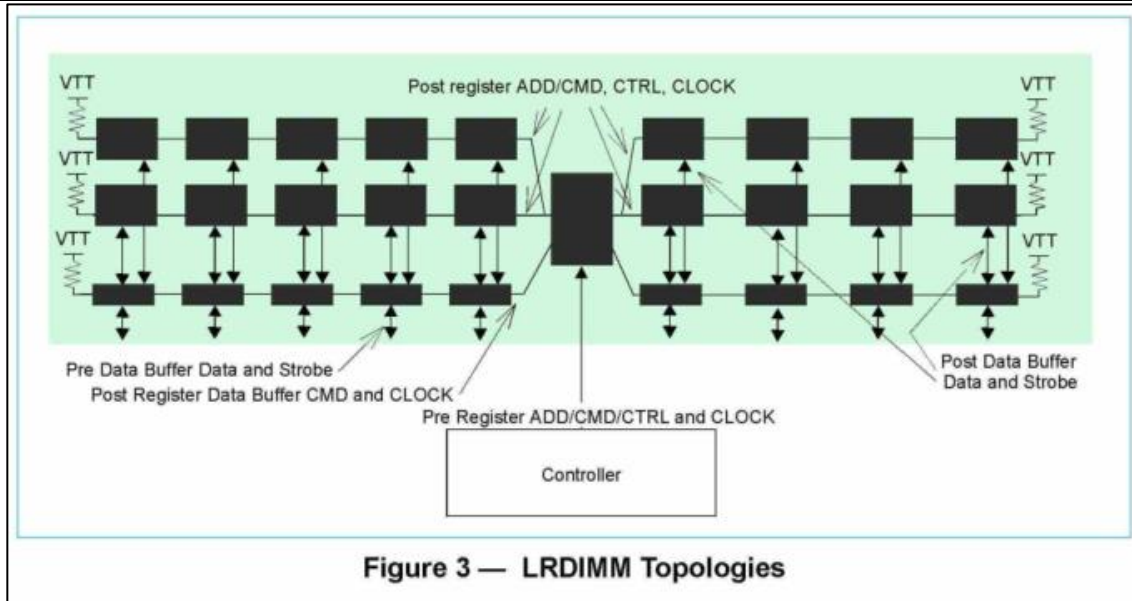 VTT
Post register ADD/CMD, CTRL, CLOCK
VTT
VTT
VTT
VTT
VTT
Pre Data Buffer Data and Strobe
Post Register Data Buffer CMD and CLOCK
Pre Register ADD/CMD/CTRL and CLOCK
Post Data Buffer
Data and Strobe
Controller
Figure 3 — LRDIMM Topologies